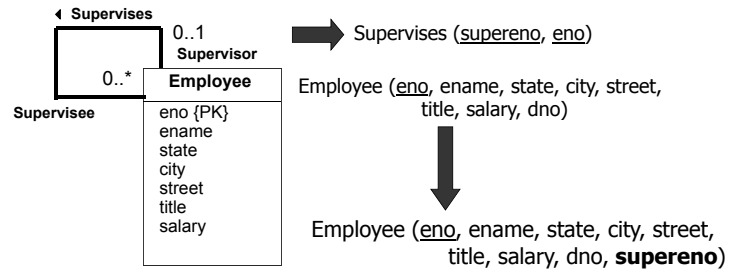 Supervises
0..1
Supervisor
0..*
Supervisee
Employee
eno {PK}
ename
state
city
street
title
salary
Supervises (supereno, eno)
Employee (eno, ename, state, city, street,
title, salary, dno)
Employee (eno, ename, state, city, street,
title, salary, dno, supereno)